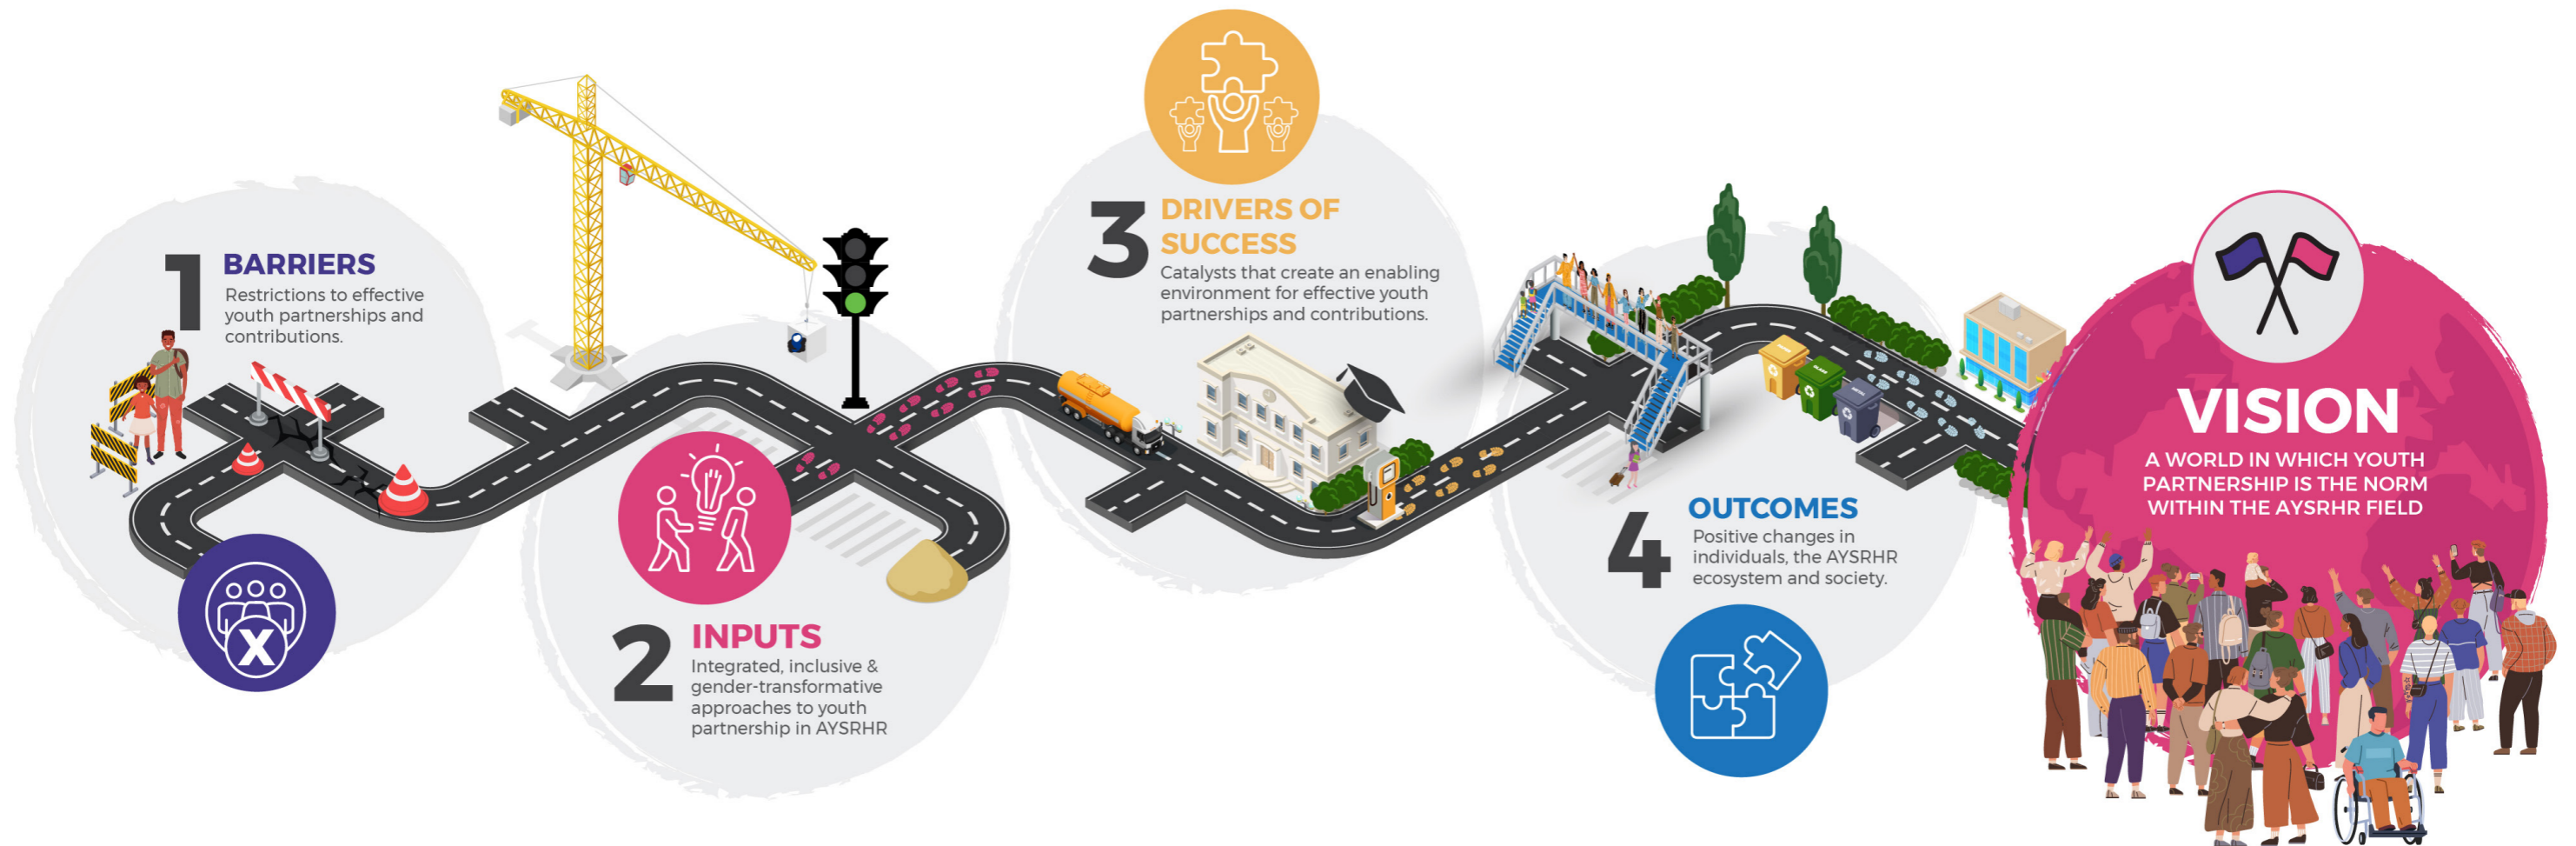 1
BARRIERS
Restrictions to effective
youth partnerships and
contributions.
X
2
INPUTS
Integrated, inclusive &
gender-transformative
approaches to youth
partnership in AYSRHR
3
DRIVERS OF
SUCCESS
Catalysts that create an enabling
environment for effective youth
partnerships and contributions.
4
OUTCOMES
Positive changes in
individuals, the AYSRHR
ecosystem and society.
VISION
A WORLD IN WHICH YOUTH
PARTNERSHIP IS THE NORM
WITHIN THE AYSRHR FIELD